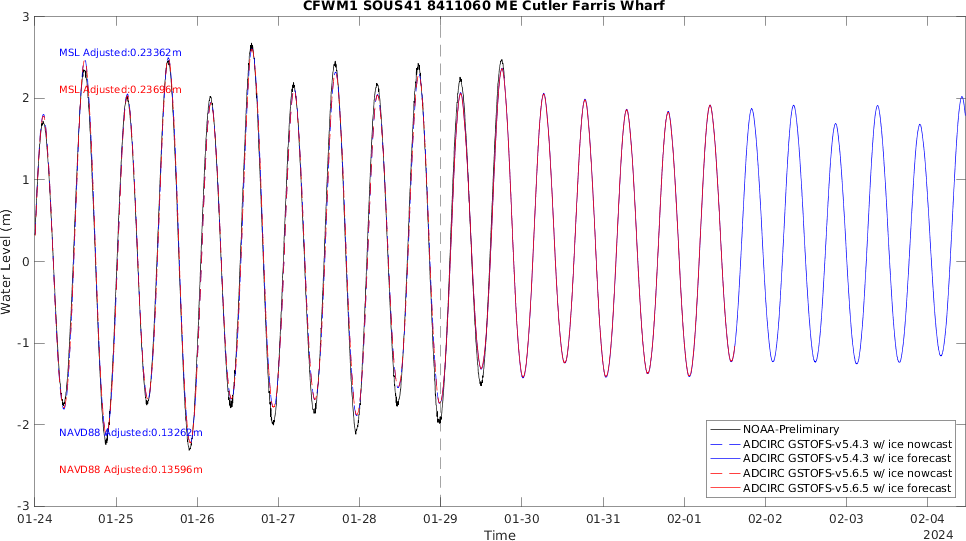 CFWM1 SOUS41 8411060 ME Cutler Farris Wharf
3
2
1
0
-1
-2
-3
Water Level (m)
MSL Adjusted:0.23362m
MSL Adjusted:0.23696m
NAVD88 Adjusted:0.13262m
NAVD88 Adjusted:0.13596m
NOAA-Preliminary
ADCIRC GSTOFS-v5.4.3 w/ ice nowcast
ADCIRC GSTOFS-v5.4.3 w/ ice forecast
ADCIRC GSTOFS-v5.6.5 w/ ice nowcast
ADCIRC GSTOFS-v5.6.5 w/ ice forecast
01-24 01-25 01-26 01-27 01-28 01-29 01-30 01-31 02-01 02-02 02-03 02-04
Time 2024